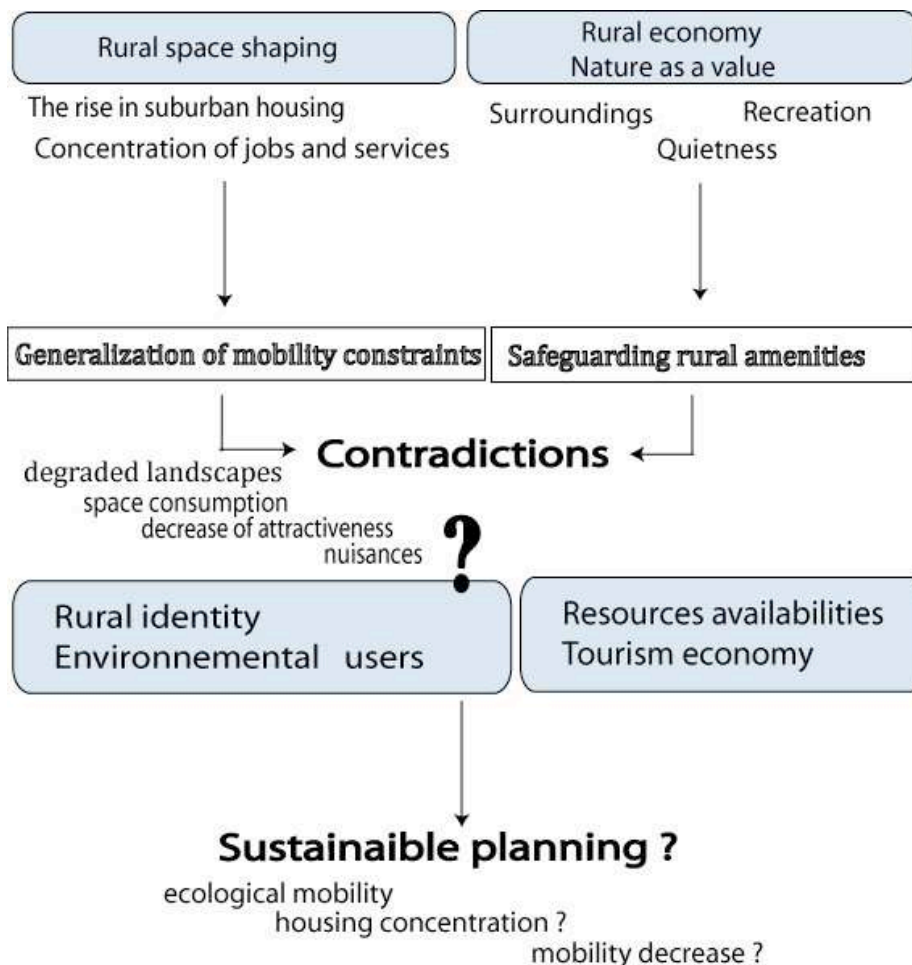 Rural space shaping
Rural economy
Nature as a value
The rise in suburban housing
Concentration of jobs and services
Surroundings
Recreation
Quietness
Generalization of mobility constraints
Safeguarding rural amenities
Contradictions
degraded landscapes
space consumption
decrease of attractiveness
nuisances
?
Rural identity
Environnemental users
Resources availabilities
Tourism economy
Sustainaible planning ?
ecological mobility
housing concentration ?
mobility decrease ?